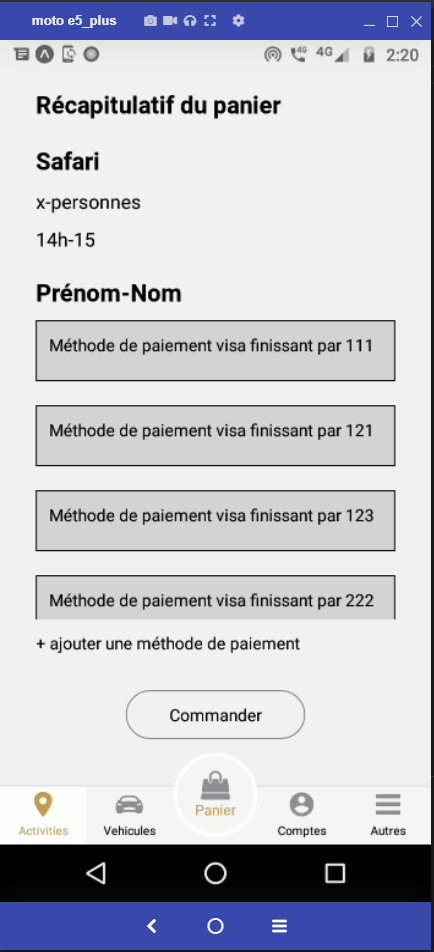 moto e5_plus
4G
4G
2:20
Récapitulatif du panier
Safari
x-personnes
14h-15
Prénom-Nom
Méthode de paiement visa finissant par 111
Méthode de paiement visa finissant par 121
Méthode de paiement visa finissant par 123
Méthode de paiement visa finissant par 222
+ ajouter une méthode de paiement
Commander
Activities
Vehicules
Panier
Comptes
Autres